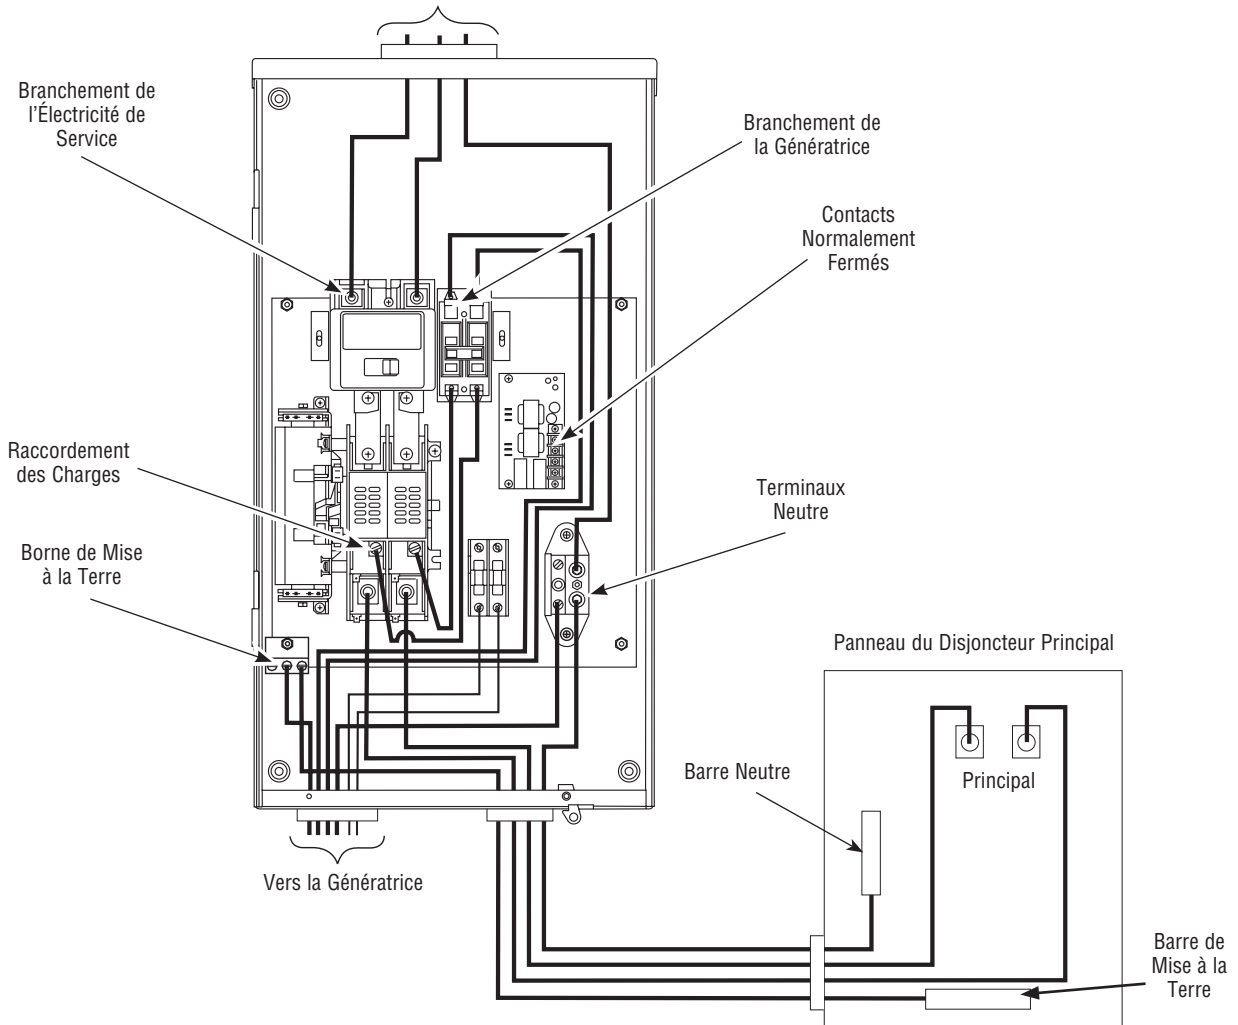 Branchement de
l'Électricité de
Service
Branchement de
la Génératrice
Contacts
Normalement
Fermés
Raccordement
des Charges
Terminaux
Neutre
Borne de Mise
à la Terre
Panneau du Disjoncteur Principal
Barre Neutre
Principal
Vers la Génératrice
Barre de
Mise à la
Terre